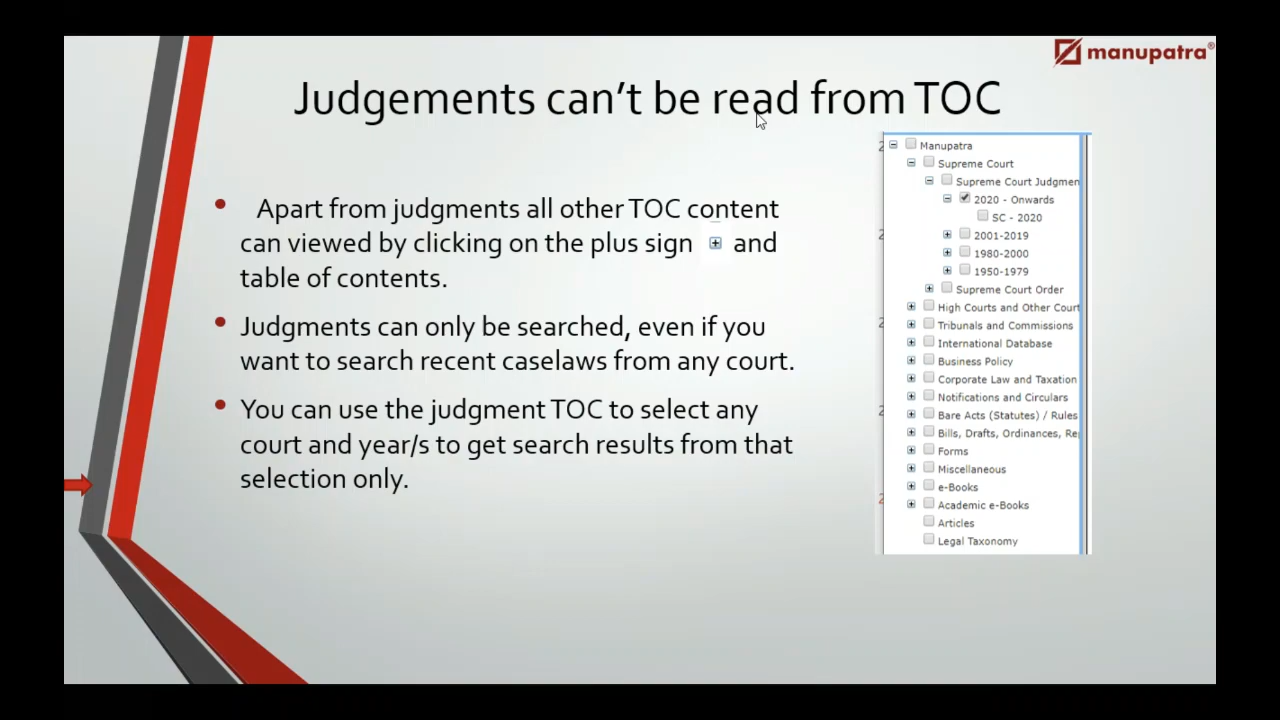 manupatra®
Judgements can't be read from TOC
Apart from judgments all other TOC content
can viewed by clicking on the plus sign and
table of contents.
Judgments can only be searched, even if you
want to search recent caselaws from any court.
You can use the judgment TOC to select any
court and year/s to get search results from that
selection only.
Manupatra
Supreme Court
Supreme Court Judgmen
2020 - Onwards
SC - 2020
2001-2019
1980-2000
1950-1979
Supreme Court Order
High Courts and Other Court
Tribunals and Commissions
International Database
Business Policy
Corporate Law and Taxation
Notifications and Circulars
Bare Acts (Statutes) / Rules
Bills, Drafts, Ordinances, Re
Forms
Miscellaneous
e-Books
Academic e-Books
Articles
Legal Taxonomy